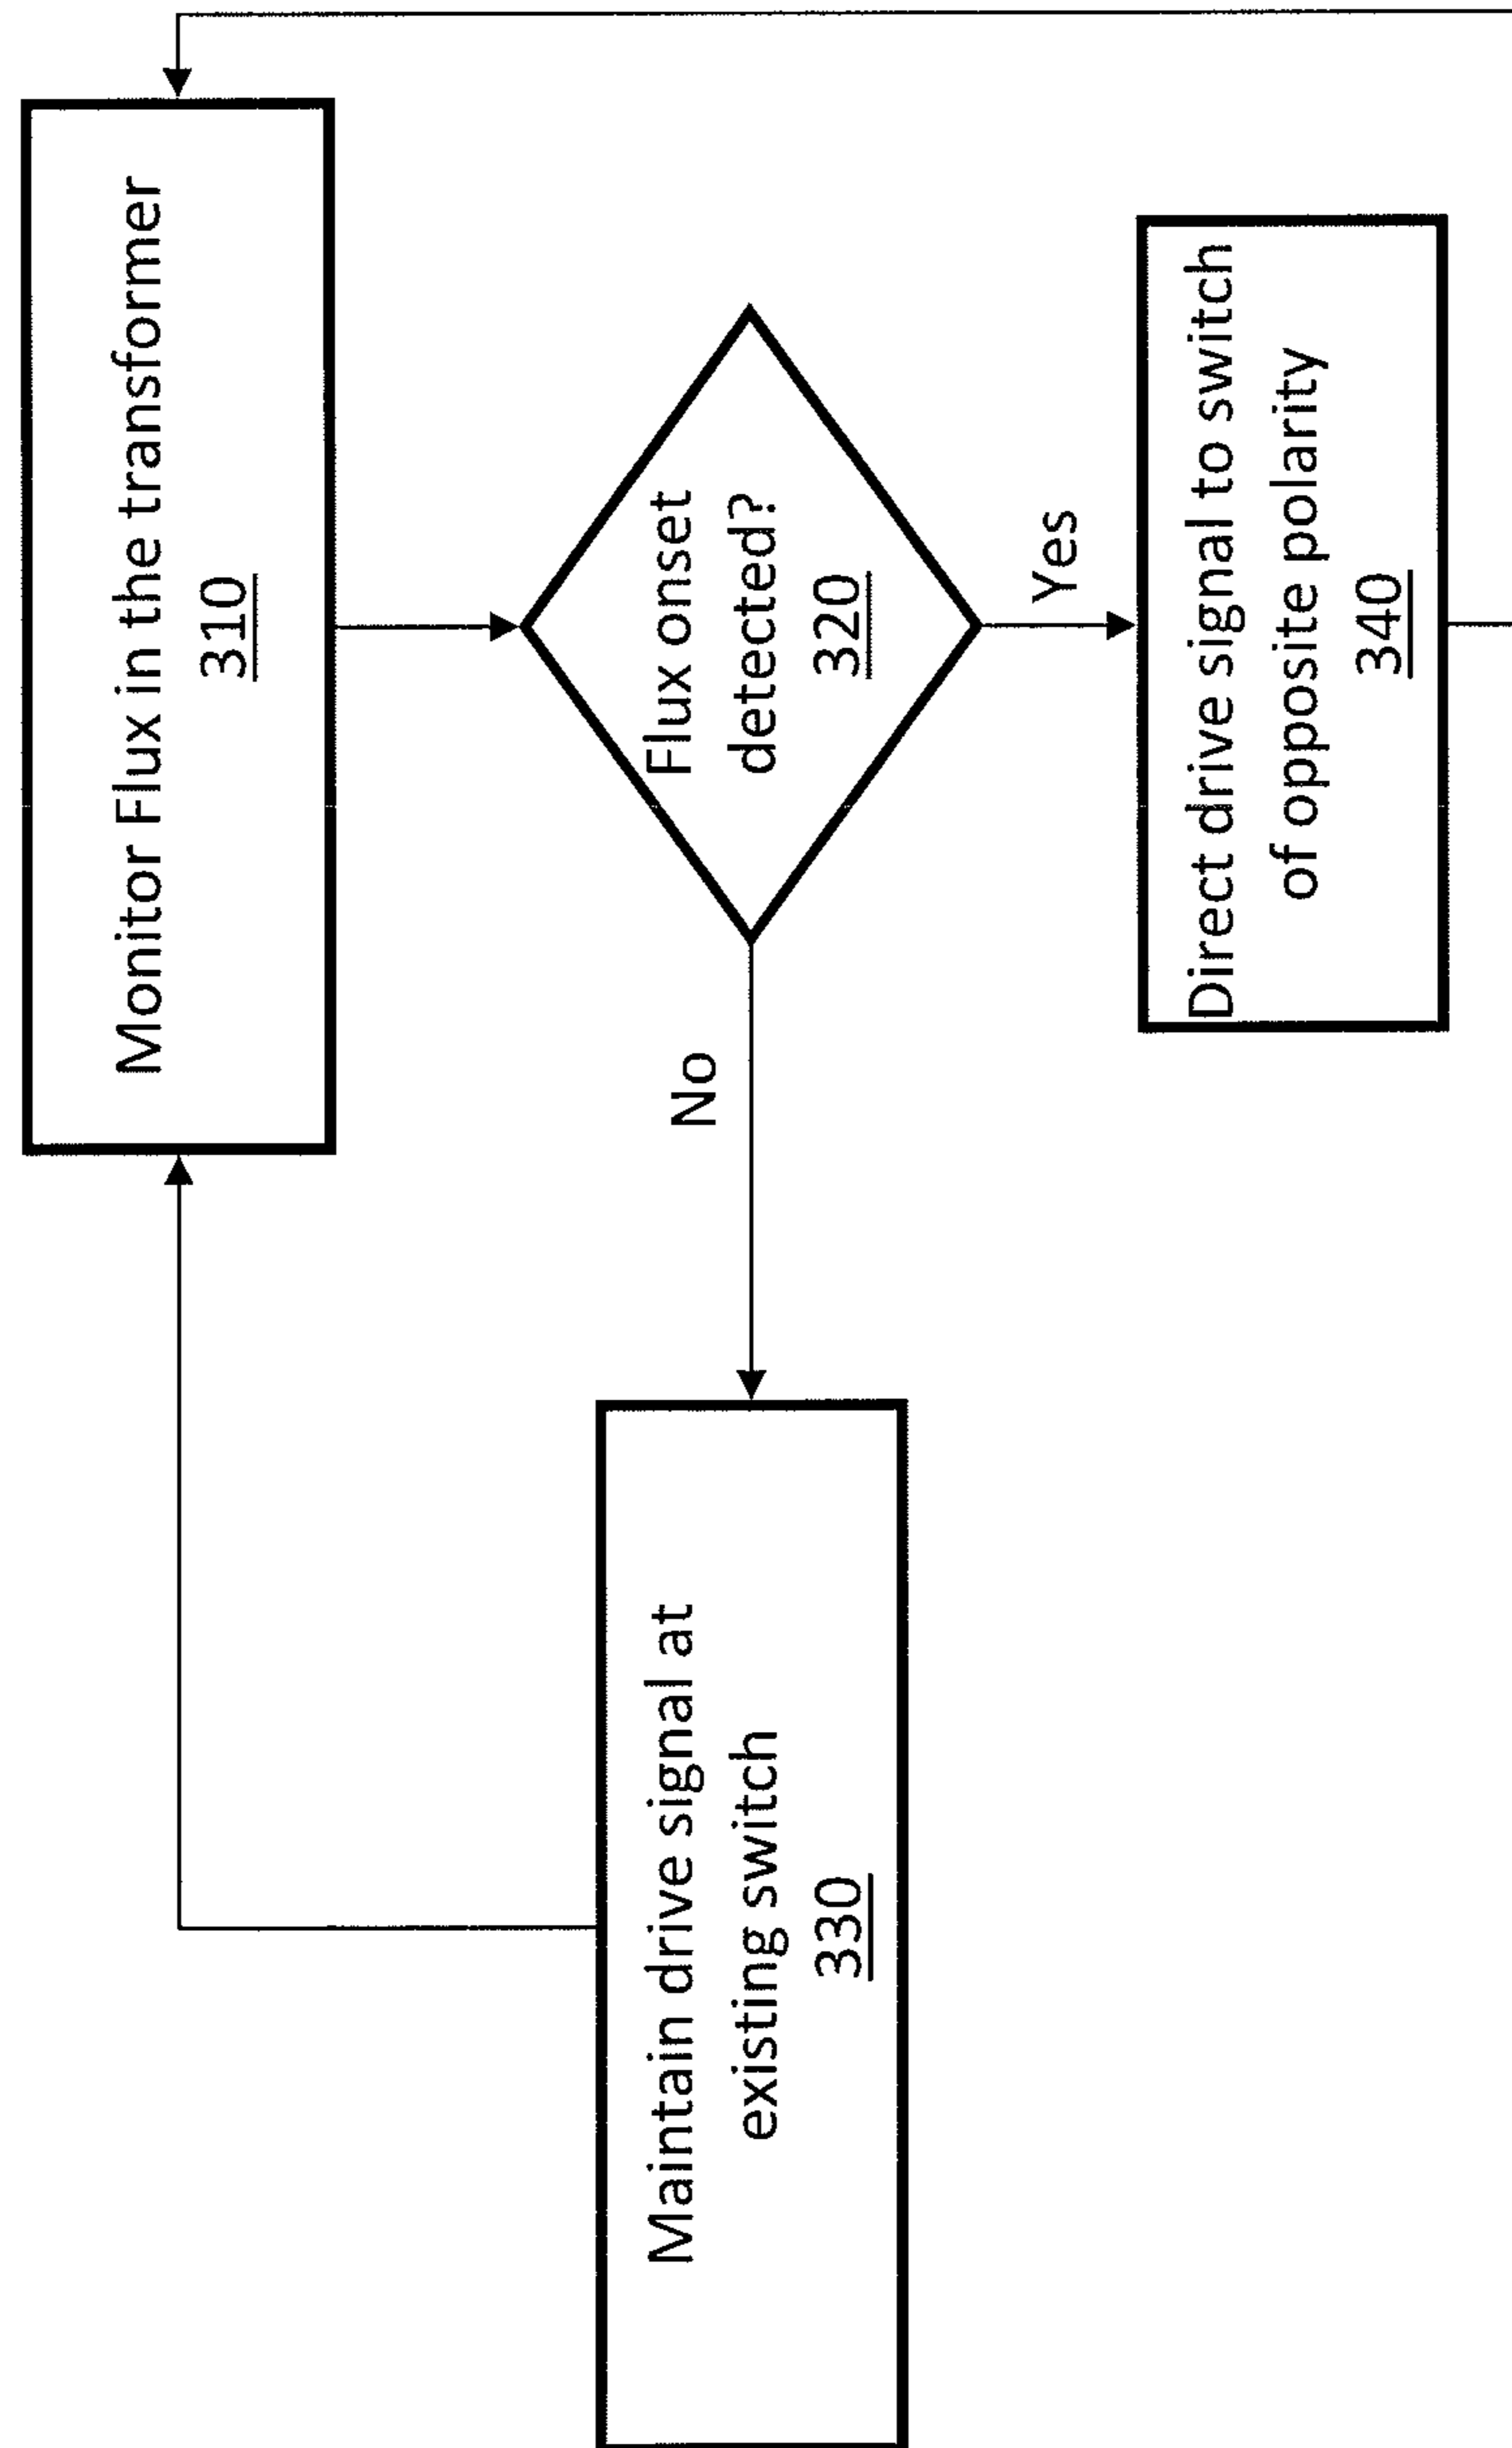 Monitor Flux in the transformer
310
Flux onset
detected?
320
No
Yes
Maintain drive signal at
existing switch
330
Direct drive signal to switch
of opposite polarity
340